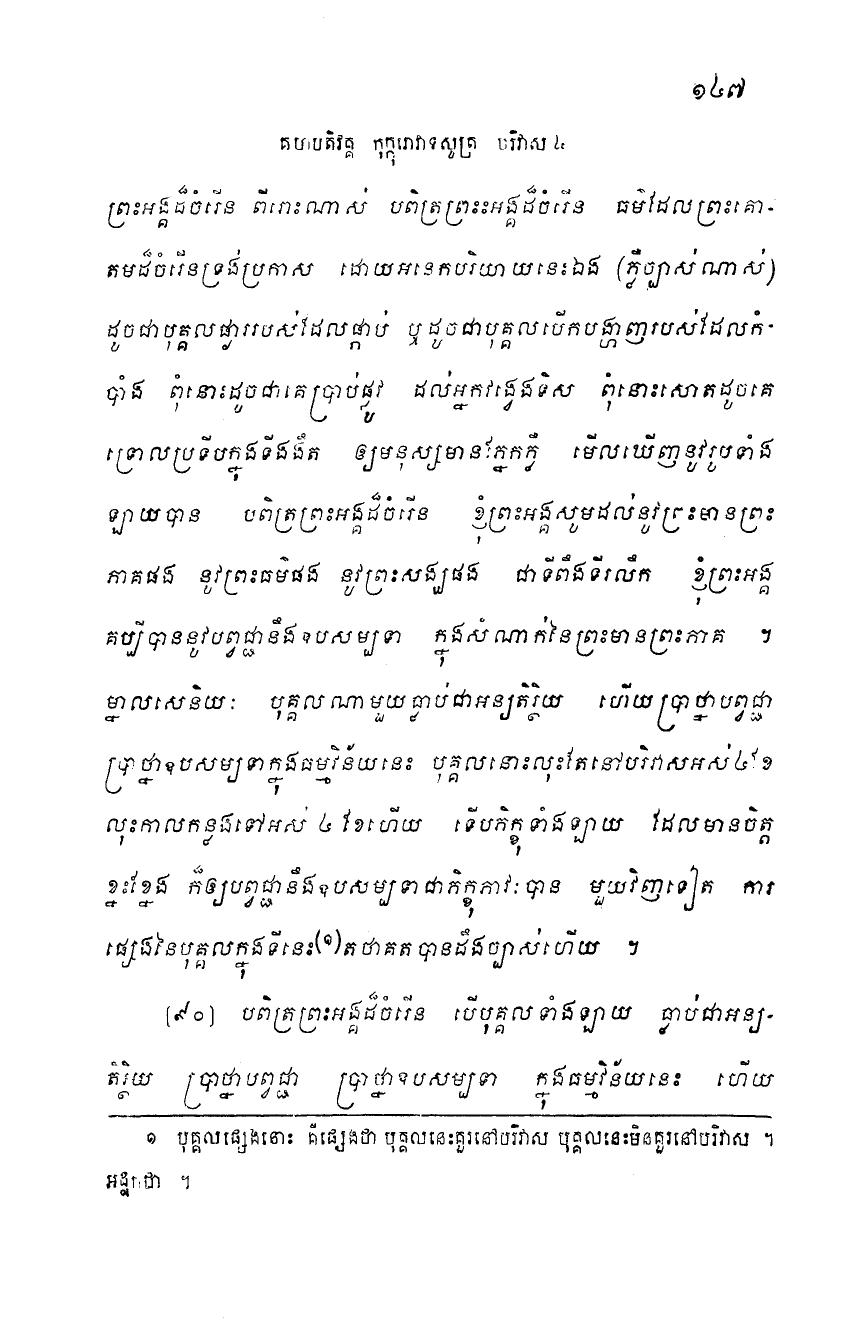 ១៤៧
គហបតិវគ្គ កុក្កុរោវាទសូត្រ បរិវាស ៤
ព្រះអង្គដ៏ចំរើន ពីរោះណាស់ បពិត្រព្រះអង្គដ៏ចំរើន ធម៌ដែលព្រះគោ-
តមដ៏ចំរើនទ្រង់ប្រកាស ដោយអនេកបរិយាយនេះឯង (ភ្លឺច្បាស់ណាស់)
ដូចជាបុគ្គលផ្ងាររបស់ដែលផ្កាប់ ឬដូចជាបុគ្គលបើកបង្ហាញរបស់ដែលកំ-
បាំង ពុំនោះដូចជាគេប្រាប់ផ្លូវ ដល់អ្នកវង្វេងទិស ពុំនោះសោតដូចគេ
ទ្រោលប្រទីបក្នុងទីងងឹត ឲ្យមនុស្សមានភ្នែកភ្លឺ មើលឃើញនូវរូបទាំង
ឡាយបាន បពិត្រព្រះអង្គដ៏ចំរើន ខ្ញុំព្រះអង្គសូមដល់នូវព្រះមានព្រះ
ភាគផង នូវព្រះធម៌ផង នូវព្រះសង្ឃផង ជាទីពឹងទីរលឹក ខ្ញុំព្រះអង្គ
គប្បីបាននូវបព្វជ្ជានឹងឧបសម្បទា ក្នុងសំណាក់នៃព្រះមានព្រះភាគ ។
ម្នាលសេនិយៈ បុគ្គលណាមួយធ្លាប់ជាអន្យតិរ្ថិយ ហើយប្រាថ្នាបព្វជ្ជា
ប្រាថ្នាឧបសម្បទាក្នុងធម្មវិន័យនេះ បុគ្គលនោះលុះតែនៅបរិវាសអស់៤ខែ
លុះកាលកន្លងទៅអស់ ៤ ខែហើយ ទើបភិក្ខុទាំងឡាយ ដែលមានចិត្ត
ខ្នះខ្នែង ក៏ឲ្យបព្វជ្ជានឹងឧបសម្បទាជាភិក្ខុភាវៈបាន មួយវិញទៀត ការ
ផ្សេងនៃបុគ្គលក្នុងទីនេះ(១)តថាគតបានដឹងច្បាស់ហើយ ។
[៩០] បពិត្រព្រះអង្គដ៏ចំរើន បើបុគ្គលទាំងឡាយ ធ្លាប់ជាអន្យ-
តិរ្ថិយ ប្រាថ្នាបព្វជ្ជា ប្រាថ្នាឧបសម្បទា ក្នុងធម្មវិន័យនេះ ហើយ
១ បុគ្គលផ្សេងនោះ គឺផ្សេងជា បុគ្គលនេះគួរនៅបរិវាស បុគ្គលនេះមិនគួរនៅបរិវាស ។
អដ្ឋកថា ។